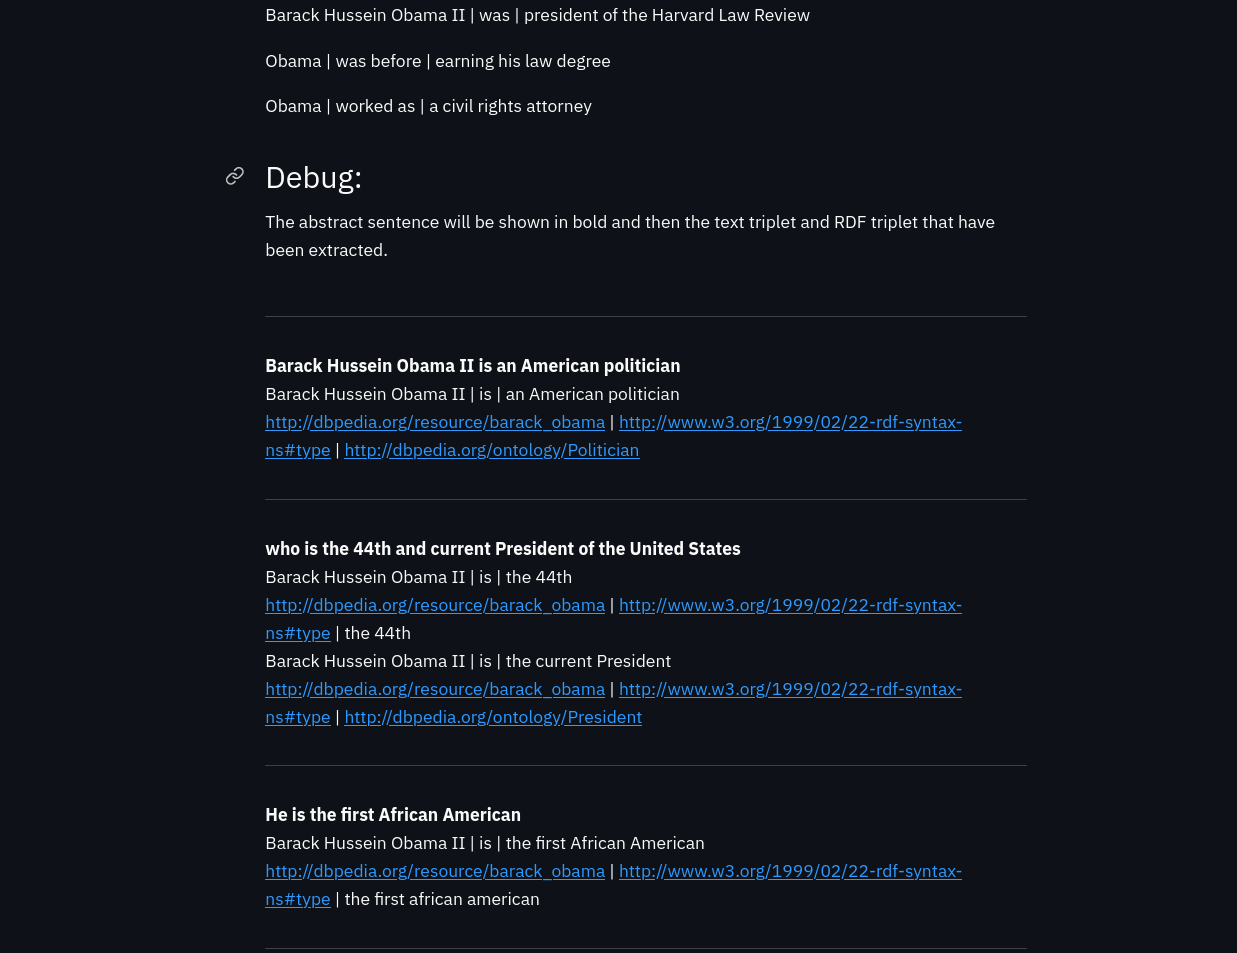 Barack Hussein Obama II | was | president of the Harvard Law Review
Obama | was before | earning his law degree
Obama | worked as | a civil rights attorney
Debug:
The abstract sentence will be shown in bold and then the text triplet and RDF triplet that have
been extracted.
Barack Hussein Obama II is an American politician
Barack Hussein Obama II | is | an American politician
http://dbpedia.org/resource/barack_obama | http://www.w3.org/1999/02/22-rdf-syntax-
ns#type | http://dbpedia.org/ontology/Politician
who is the 44th and current President of the United States
Barack Hussein Obama II | is | the 44th
http://dbpedia.org/resource/barack_obama | http://www.w3.org/1999/02/22-rdf-syntax-
ns#type | the 44th
Barack Hussein Obama II | is | the current President
http://dbpedia.org/resource/barack_obama | http://www.w3.org/1999/02/22-rdf-syntax-
ns#type | http://dbpedia.org/ontology/President
He is the first African American
Barack Hussein Obama II | is | the first African American
http://dbpedia.org/resource/barack_obama | http://www.w3.org/1999/02/22-rdf-syntax-
ns#type | the first african american